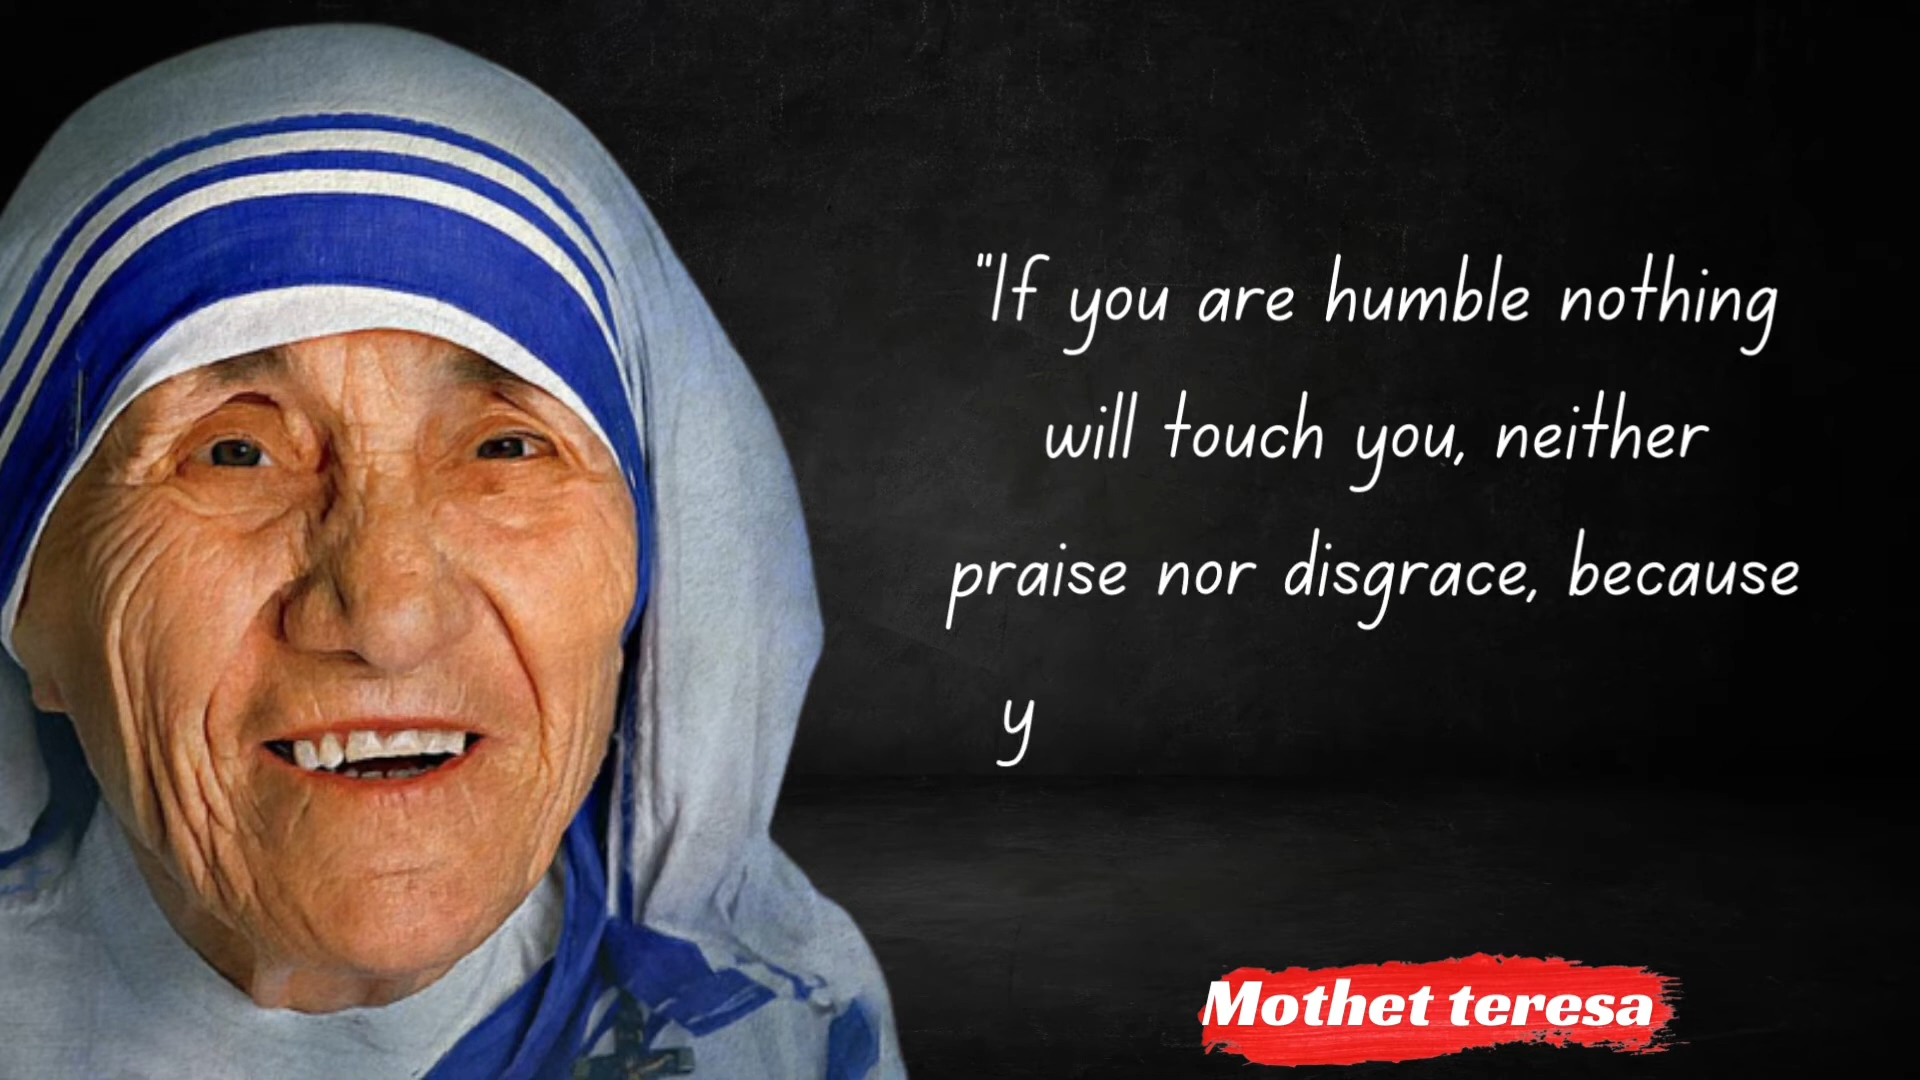 "If you are humble nothing
will touch you, neither
praise nor disgrace, because
y
Mothet teresa